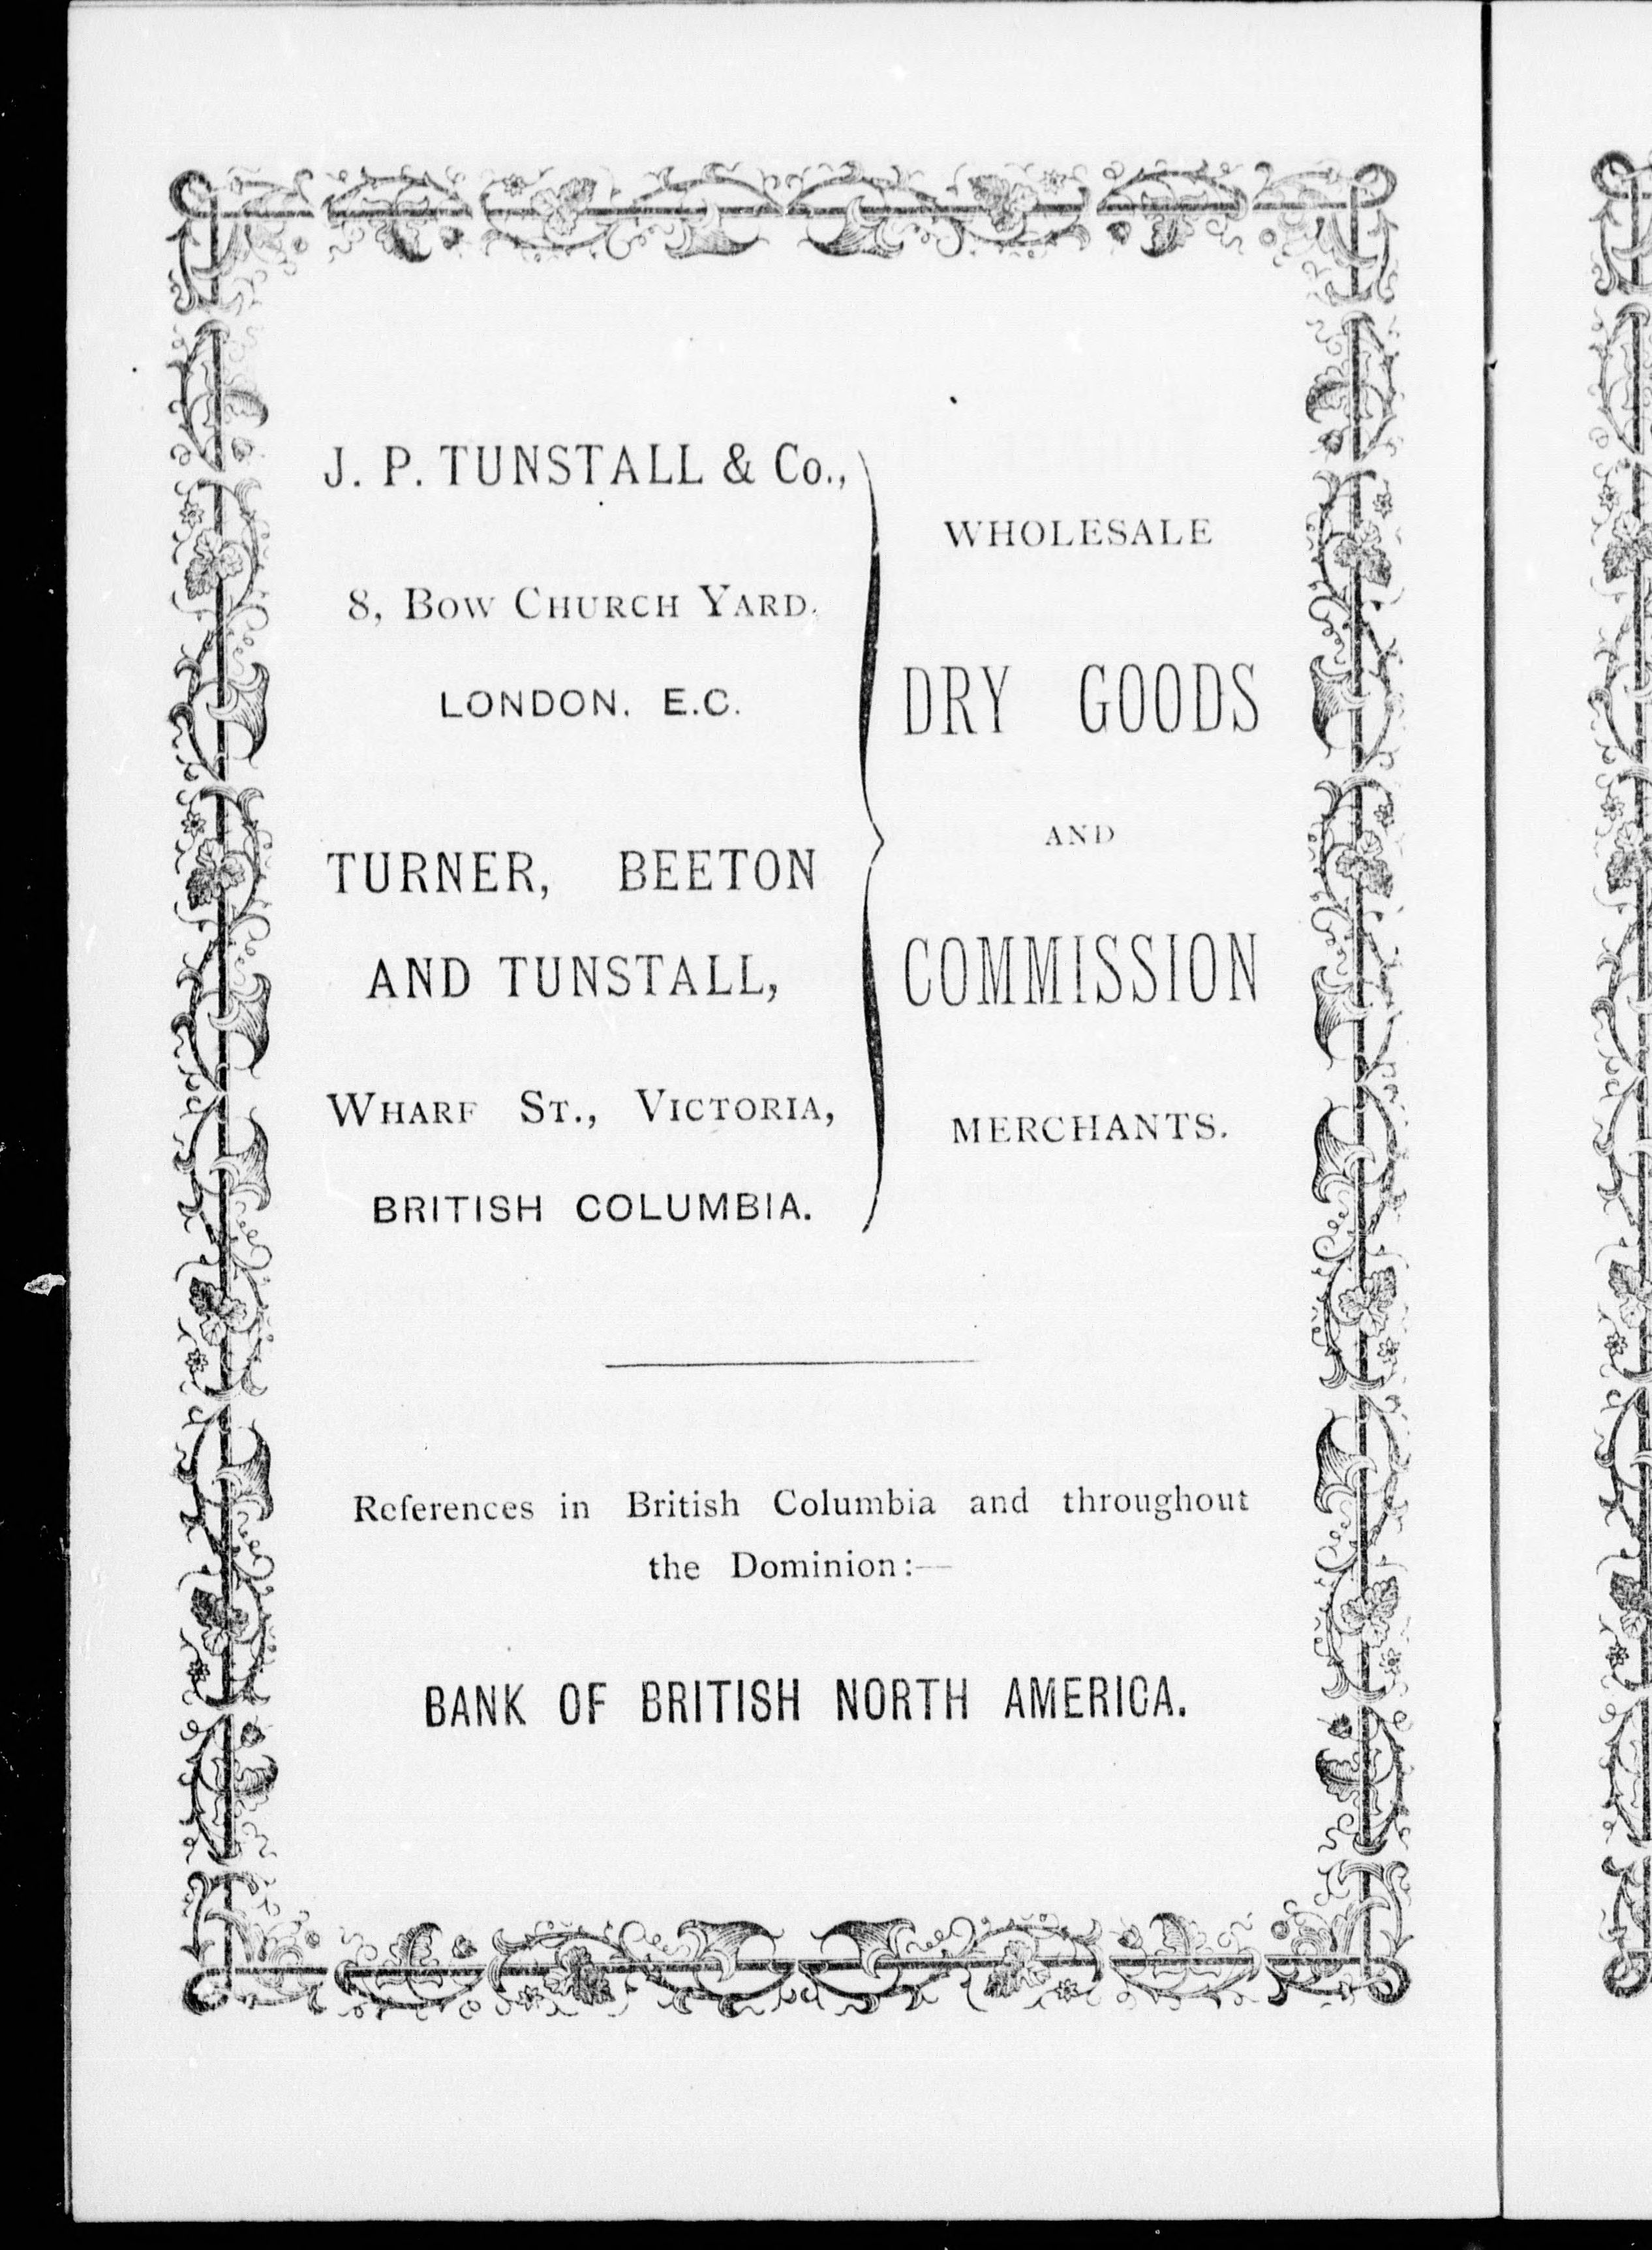 J. P. TUNSTALL & Co.,
8, BOW CHURCH YARD.
LONDON. E.C.
TURNER, BEETON
AND TUNSTALL,
WHARF ST., VICTORIA,
BRITISH COLUMBIA.
WHOLESALE
DRY GOODS
AND
COMMISSION
MERCHANTS.
References in British Columbia and throughout
the Dominion:—
BANK OF BRITISH NORTH AMERICA.